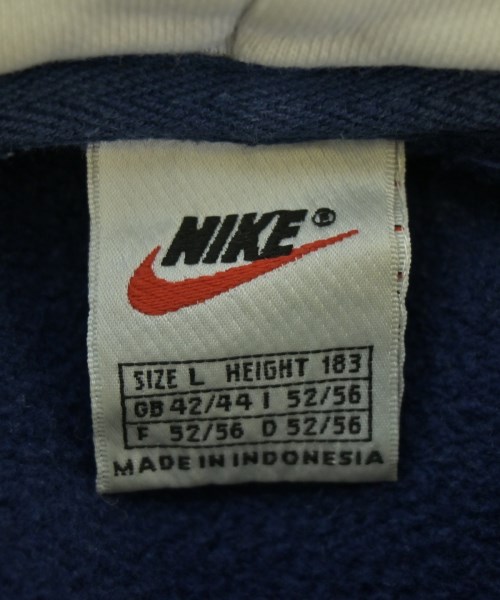 NIKE®
SIZE L HEIGHT 183
GB 42/44 I 52/56
F 52/56 D 52/56
MADE IN INDONESIA